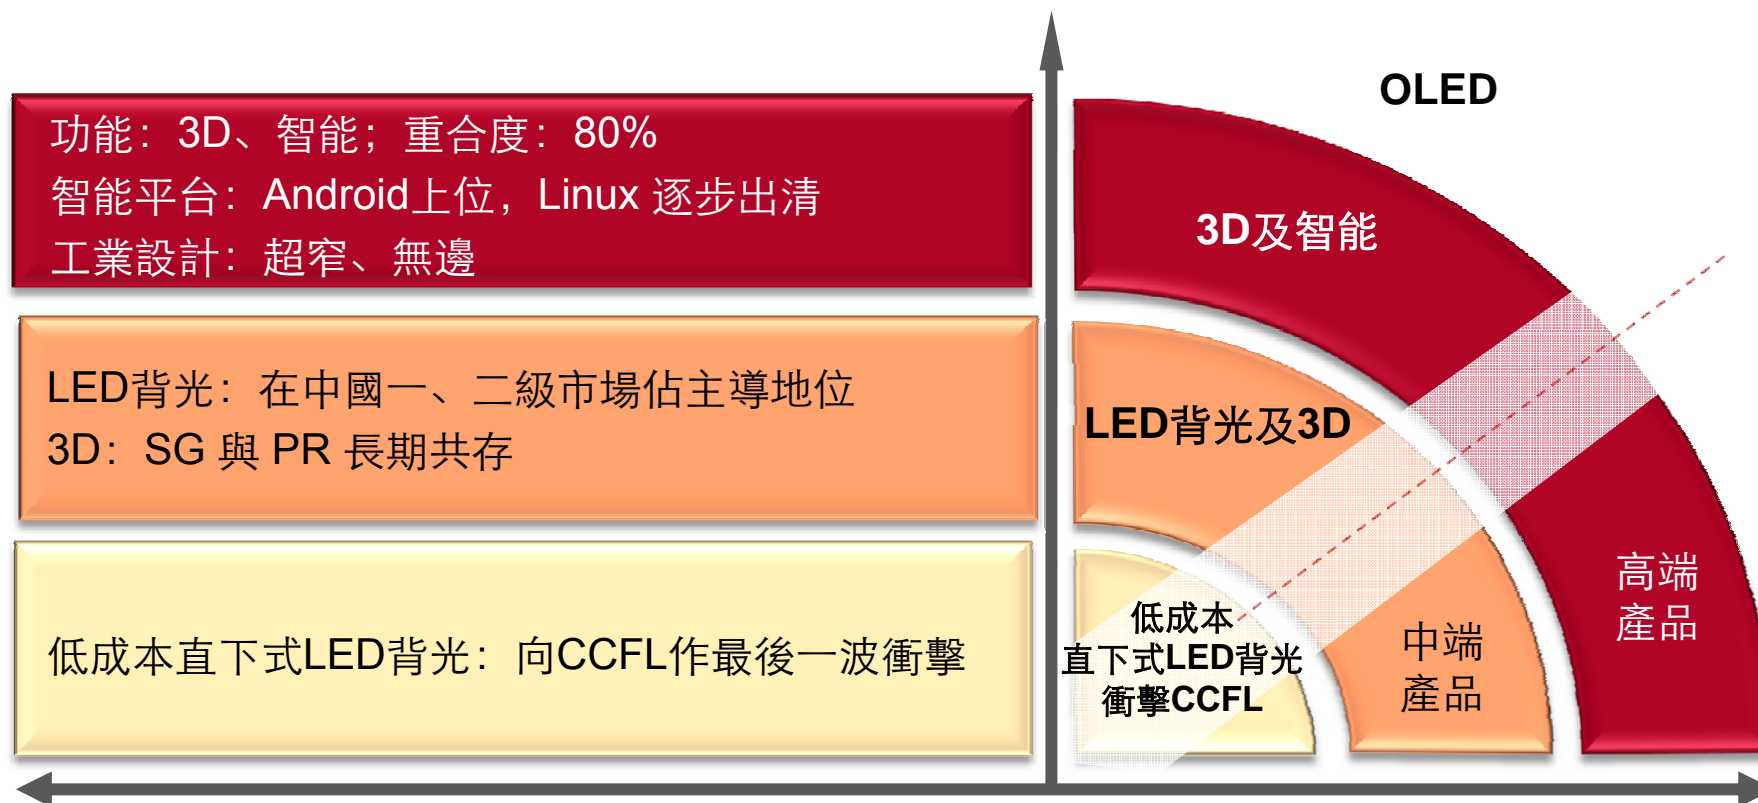 功能：3D、智能；重合度：80%
智能平台：Android上位，Linux 逐步出清
工業設計：超窄、無邊
LED背光：在中國一、二級市場佔主導地位
3D：SG 與 PR 長期共存
低成本直下式LED背光：向CCFL作最後一波衝擊
OLED
3D及智能
LED背光及3D
低成本
直下式LED背光
衝擊CCFL
中端
產品
高端
產品